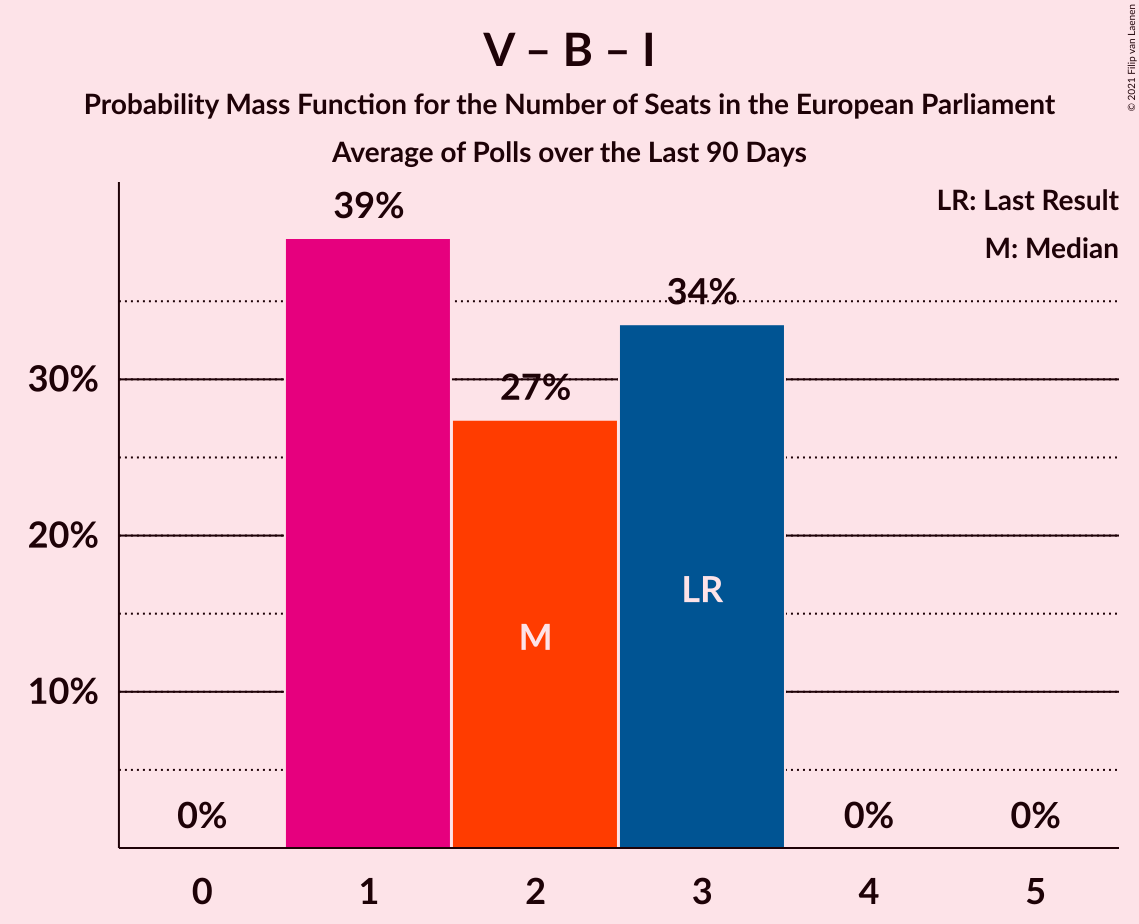 V – B – I
Probability Mass Function for the Number of Seats in the European Parliament
Average of Polls over the Last 90 Days
© 2021 Filip van Laenen
LR: Last Result
M: Median
39%
34%
27%
30%
20%
10%
LR
M
0%
0%
0%
0
1
2
3
4
5